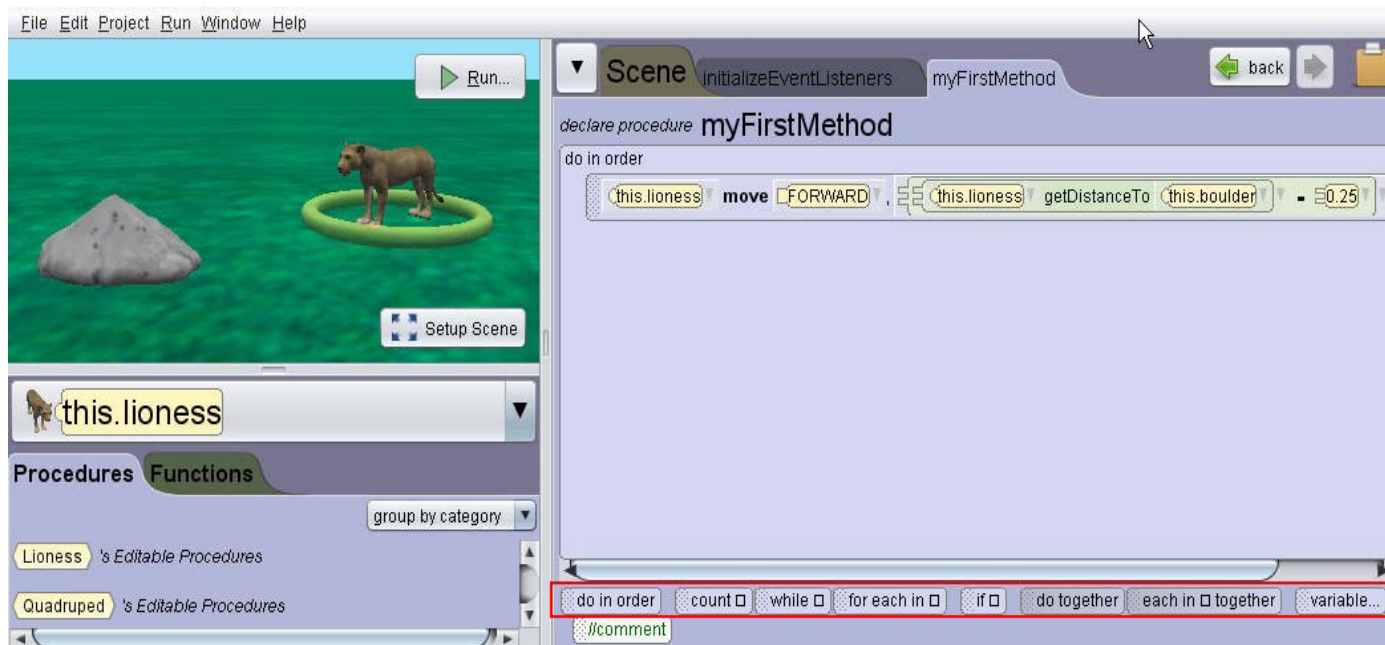 File Edit Project Run Window Help
Run...
Setup Scene
this.lioness
Procedures Functions
group by category
Lioness 's Editable Procedures
Quadruped 's Editable Procedures
Scene initializeEventListeners myFirstMethod back
declare procedure myFirstMethod
do in order
this.lioness move FORWARD , this.lioness getDistanceTo this.boulder - 0.25
do in order count while for each in if do together each in together variable...
//comment